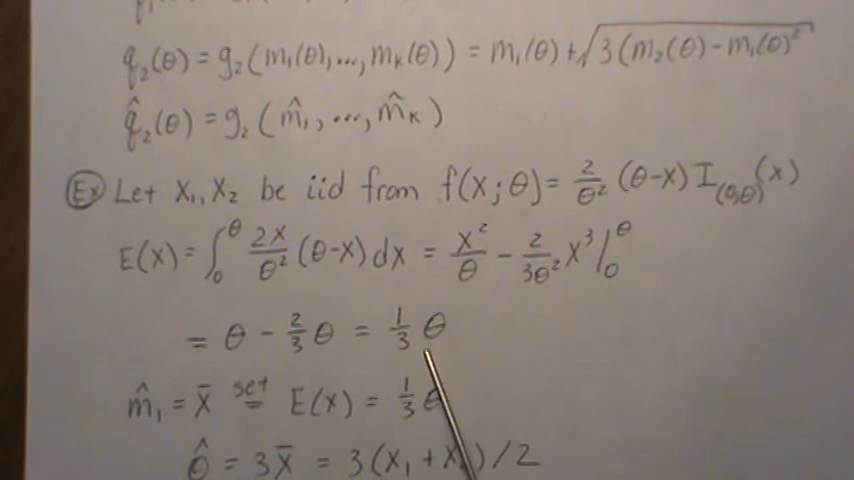 q₂(θ) = g₂(m₁(θ),...,mₖ(θ)) = m₁(θ) + √3(m₂(θ) - m₁(θ)²
q̂₂(θ) = g₂(m̂₁,...,m̂ₖ)
Ex Let X₁, X₂ be iid from f(x;θ) = 2/θ² (θ-x) I₍₀,θ₎(x)
E(X) = ∫₀^θ 2x/θ² (θ-x) dx = x²/θ - 2/3θ² x³ |₀^θ
= θ - 2/3 θ = 1/3 θ
m̂₁ = X̄ set= E(X) = 1/3 θ
θ̂ = 3X̄ = 3(X₁ + X₂)/2